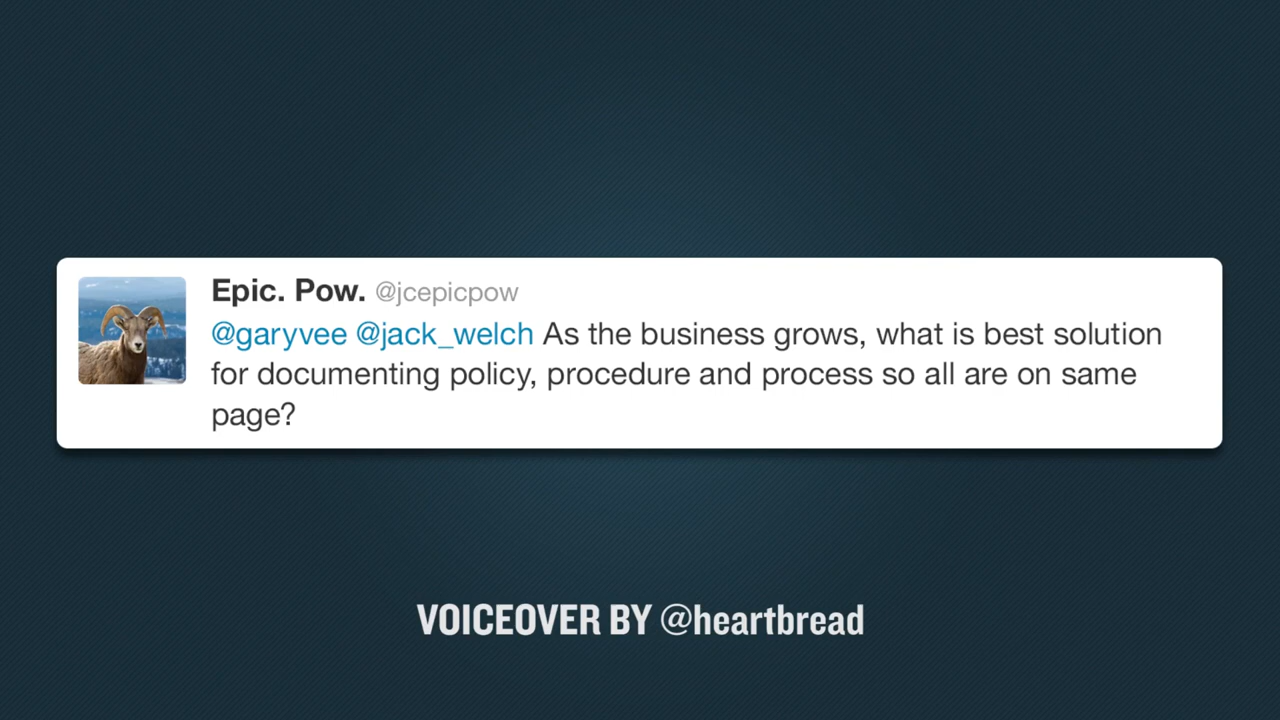 Epic. Pow. @jcepicpow
@garyvee @jack_welch As the business grows, what is best solution
for documenting policy, procedure and process so all are on same
page?
VOICEOVER BY @heartbread